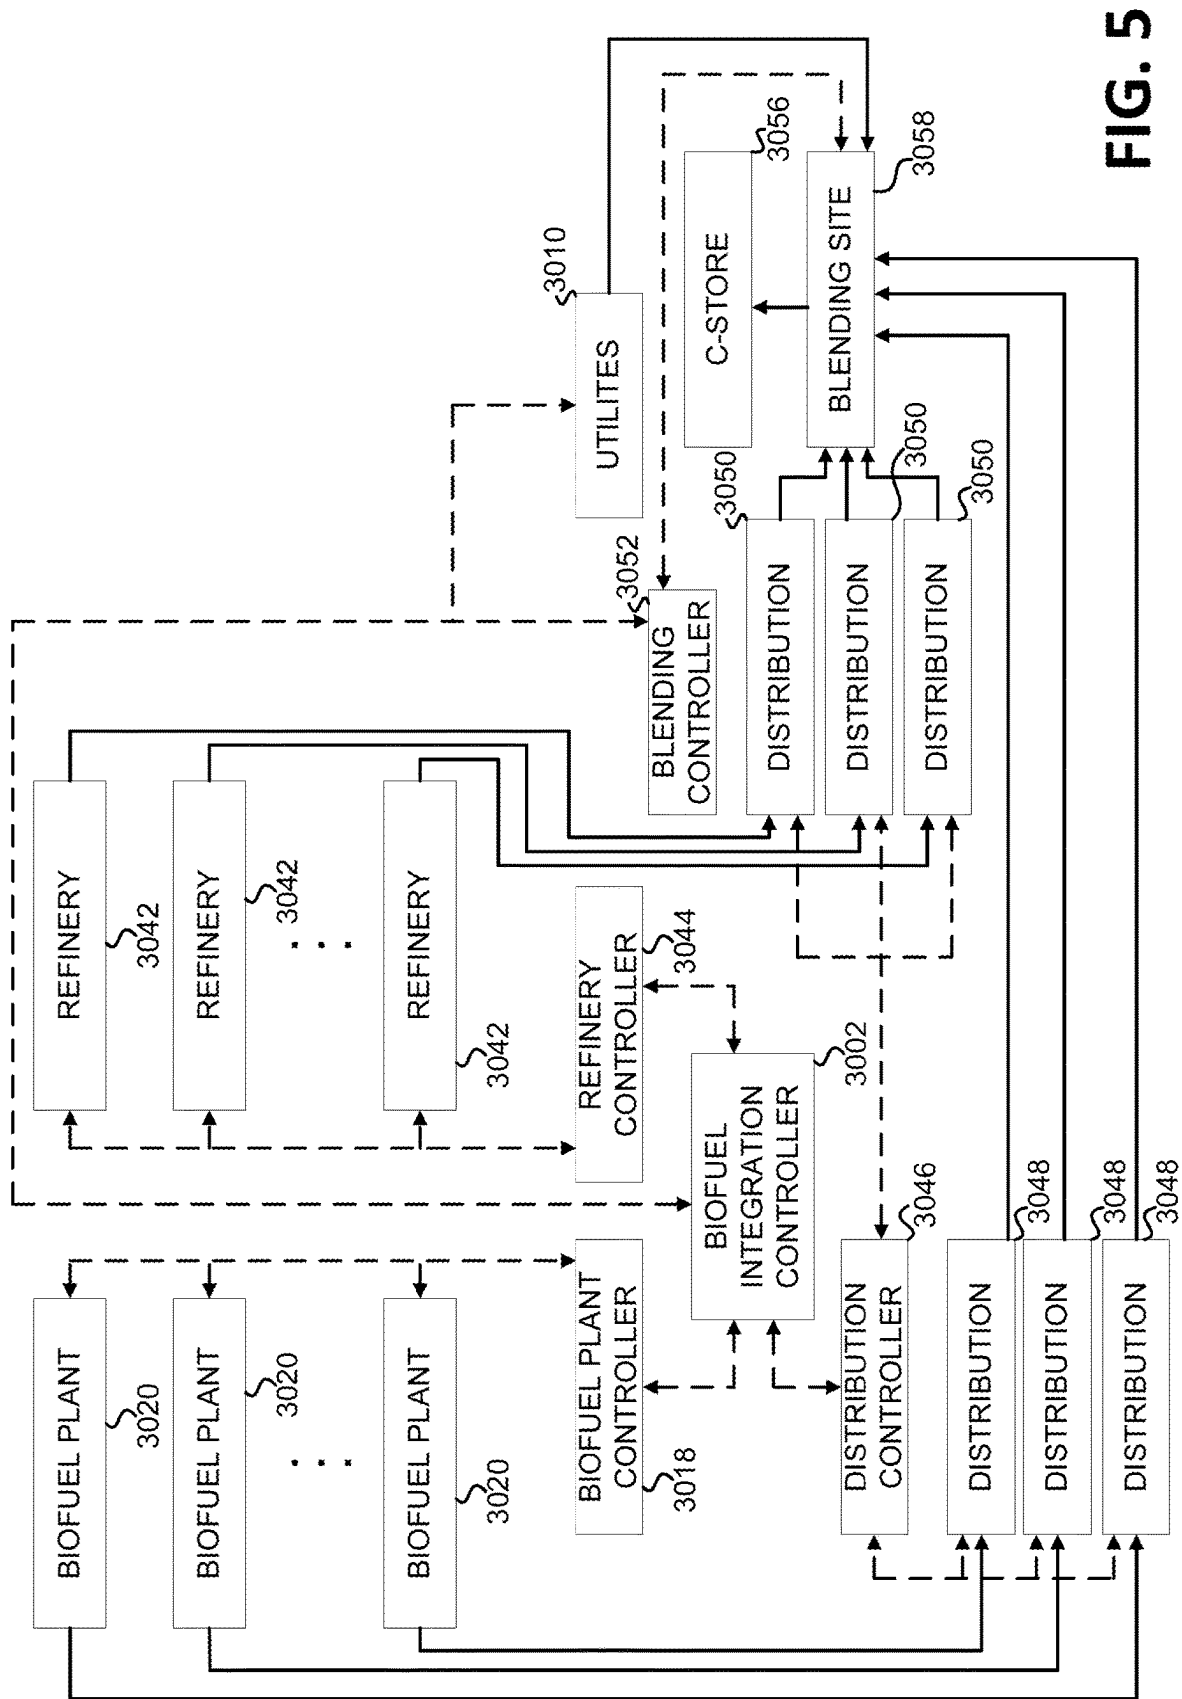 BIOFUEL PLANT
3020
BIOFUEL PLANT
3020
. . .
BIOFUEL PLANT
3020
REFINERY
3042
REFINERY
3042
. . .
REFINERY
3042
BIOFUEL PLANT
CONTROLLER
3018
REFINERY
CONTROLLER
3044
BIOFUEL
INTEGRATION
CONTROLLER
3002
UTILITES
3010
BLENDING
CONTROLLER
3052
C-STORE
3056
BLENDING SITE
3058
DISTRIBUTION
3050
DISTRIBUTION
3050
DISTRIBUTION
3050
DISTRIBUTION
CONTROLLER
3046
DISTRIBUTION
3048
DISTRIBUTION
3048
DISTRIBUTION
3048
FIG. 5